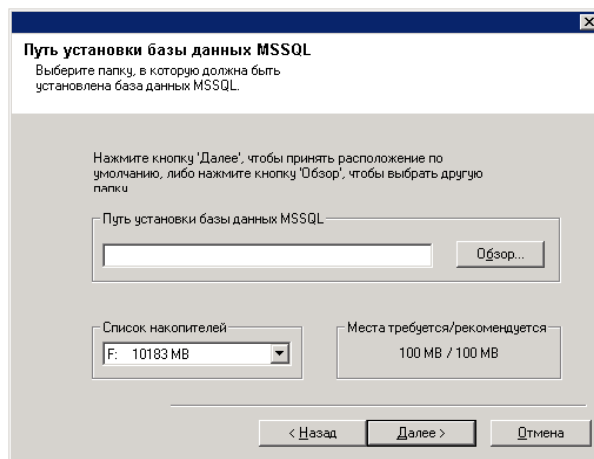 Путь установки базы данных MSSQL
Выберите папку, в которую должна быть
установлена база данных MSSQL.
Нажмите кнопку 'Далее', чтобы принять расположение по
умолчанию, либо нажмите кнопку 'Обзор', чтобы выбрать другую
папку
Путь установки базы данных MSSQL
Обзор...
Список накопителей
Места требуется/рекомендуется
F: 10183 MB
100 MB / 100 MB
< Назад
Далее >
Отмена